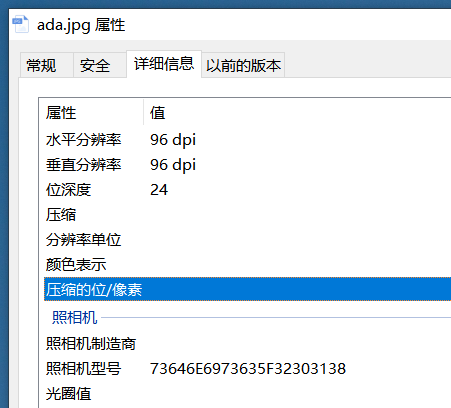 ada.jpg 属性
常规 安全 详细信息 以前的版本
属性 值
水平分辨率 96 dpi
垂直分辨率 96 dpi
位深度 24
压缩
分辨率单位
颜色表示
压缩的位/像素
照相机
照相机制造商
照相机型号 73646E6973635F32303138
光圈值